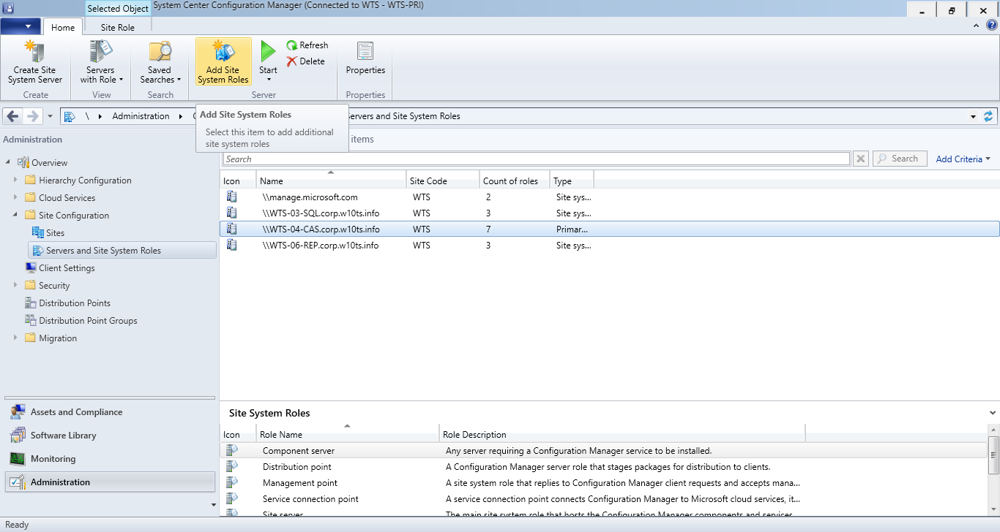 Selected Object
System Center Configuration Manager (Connected to WTS - WTS-PRI)
Home
Site Role
Create Site
System Server
Servers
with Role
Saved
Searches
Add Site
System Roles
Start
Refresh
Delete
Properties
Create
View
Search
Server
Properties
\ Administration
Servers and Site System Roles
Add Site System Roles
Select this item to add additional
site system roles
Administration
items
Search
Search
Add Criteria
Overview
Hierarchy Configuration
Cloud Services
Site Configuration
Sites
Servers and Site System Roles
Client Settings
Security
Distribution Points
Distribution Point Groups
Migration
Icon Name Site Code Count of roles Type
\\manage.microsoft.com WTS 2 Site sys...
\\WTS-03-SQL.corp.w10ts.info WTS 3 Site sys...
\\WTS-04-CAS.corp.w10ts.info WTS 7 Primar...
\\WTS-06-REP.corp.w10ts.info WTS 3 Site sys...
Assets and Compliance
Software Library
Monitoring
Administration
Site System Roles
Icon Role Name Role Description
Component server Any server requiring a Configuration Manager service to be installed.
Distribution point A Configuration Manager server role that stages packages for distribution to clients.
Management point A site system role that replies to Configuration Manager client requests and accepts mana...
Service connection point A service connection point connects Configuration Manager to Microsoft cloud services, it...
Site server The main site system role that hosts the Configuration Manager components and services
Ready